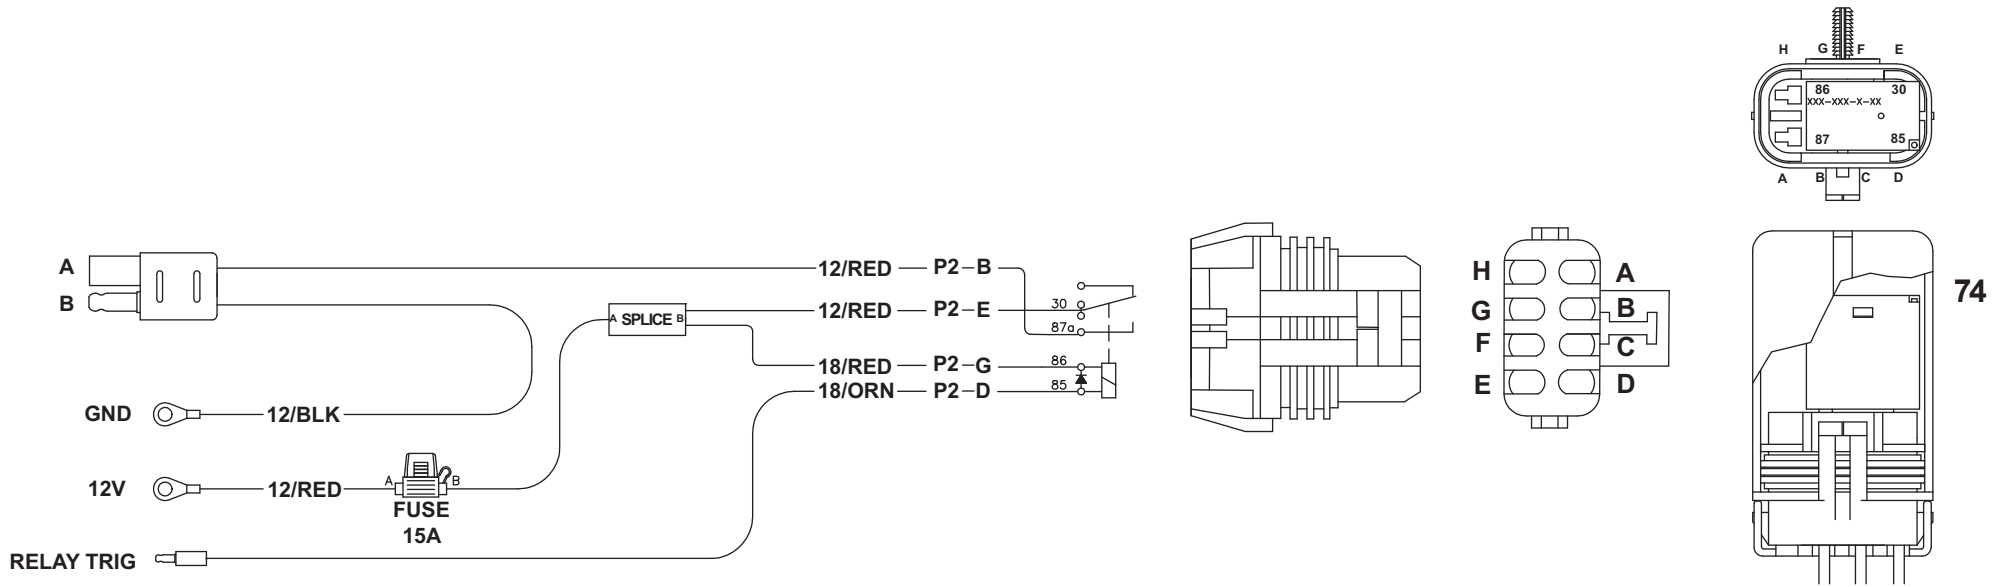 H G F E
86 30
XXX-XXX-X-XX
87 85
A B C D
A 12/RED P2-B
B
A SPLICE B 12/RED P2-E 30
87a
18/RED P2-G 86
18/ORN P2-D 85
GND 12/BLK
12V 12/RED A B
FUSE
15A
RELAY TRIG
H A
G B
F C
E D
74